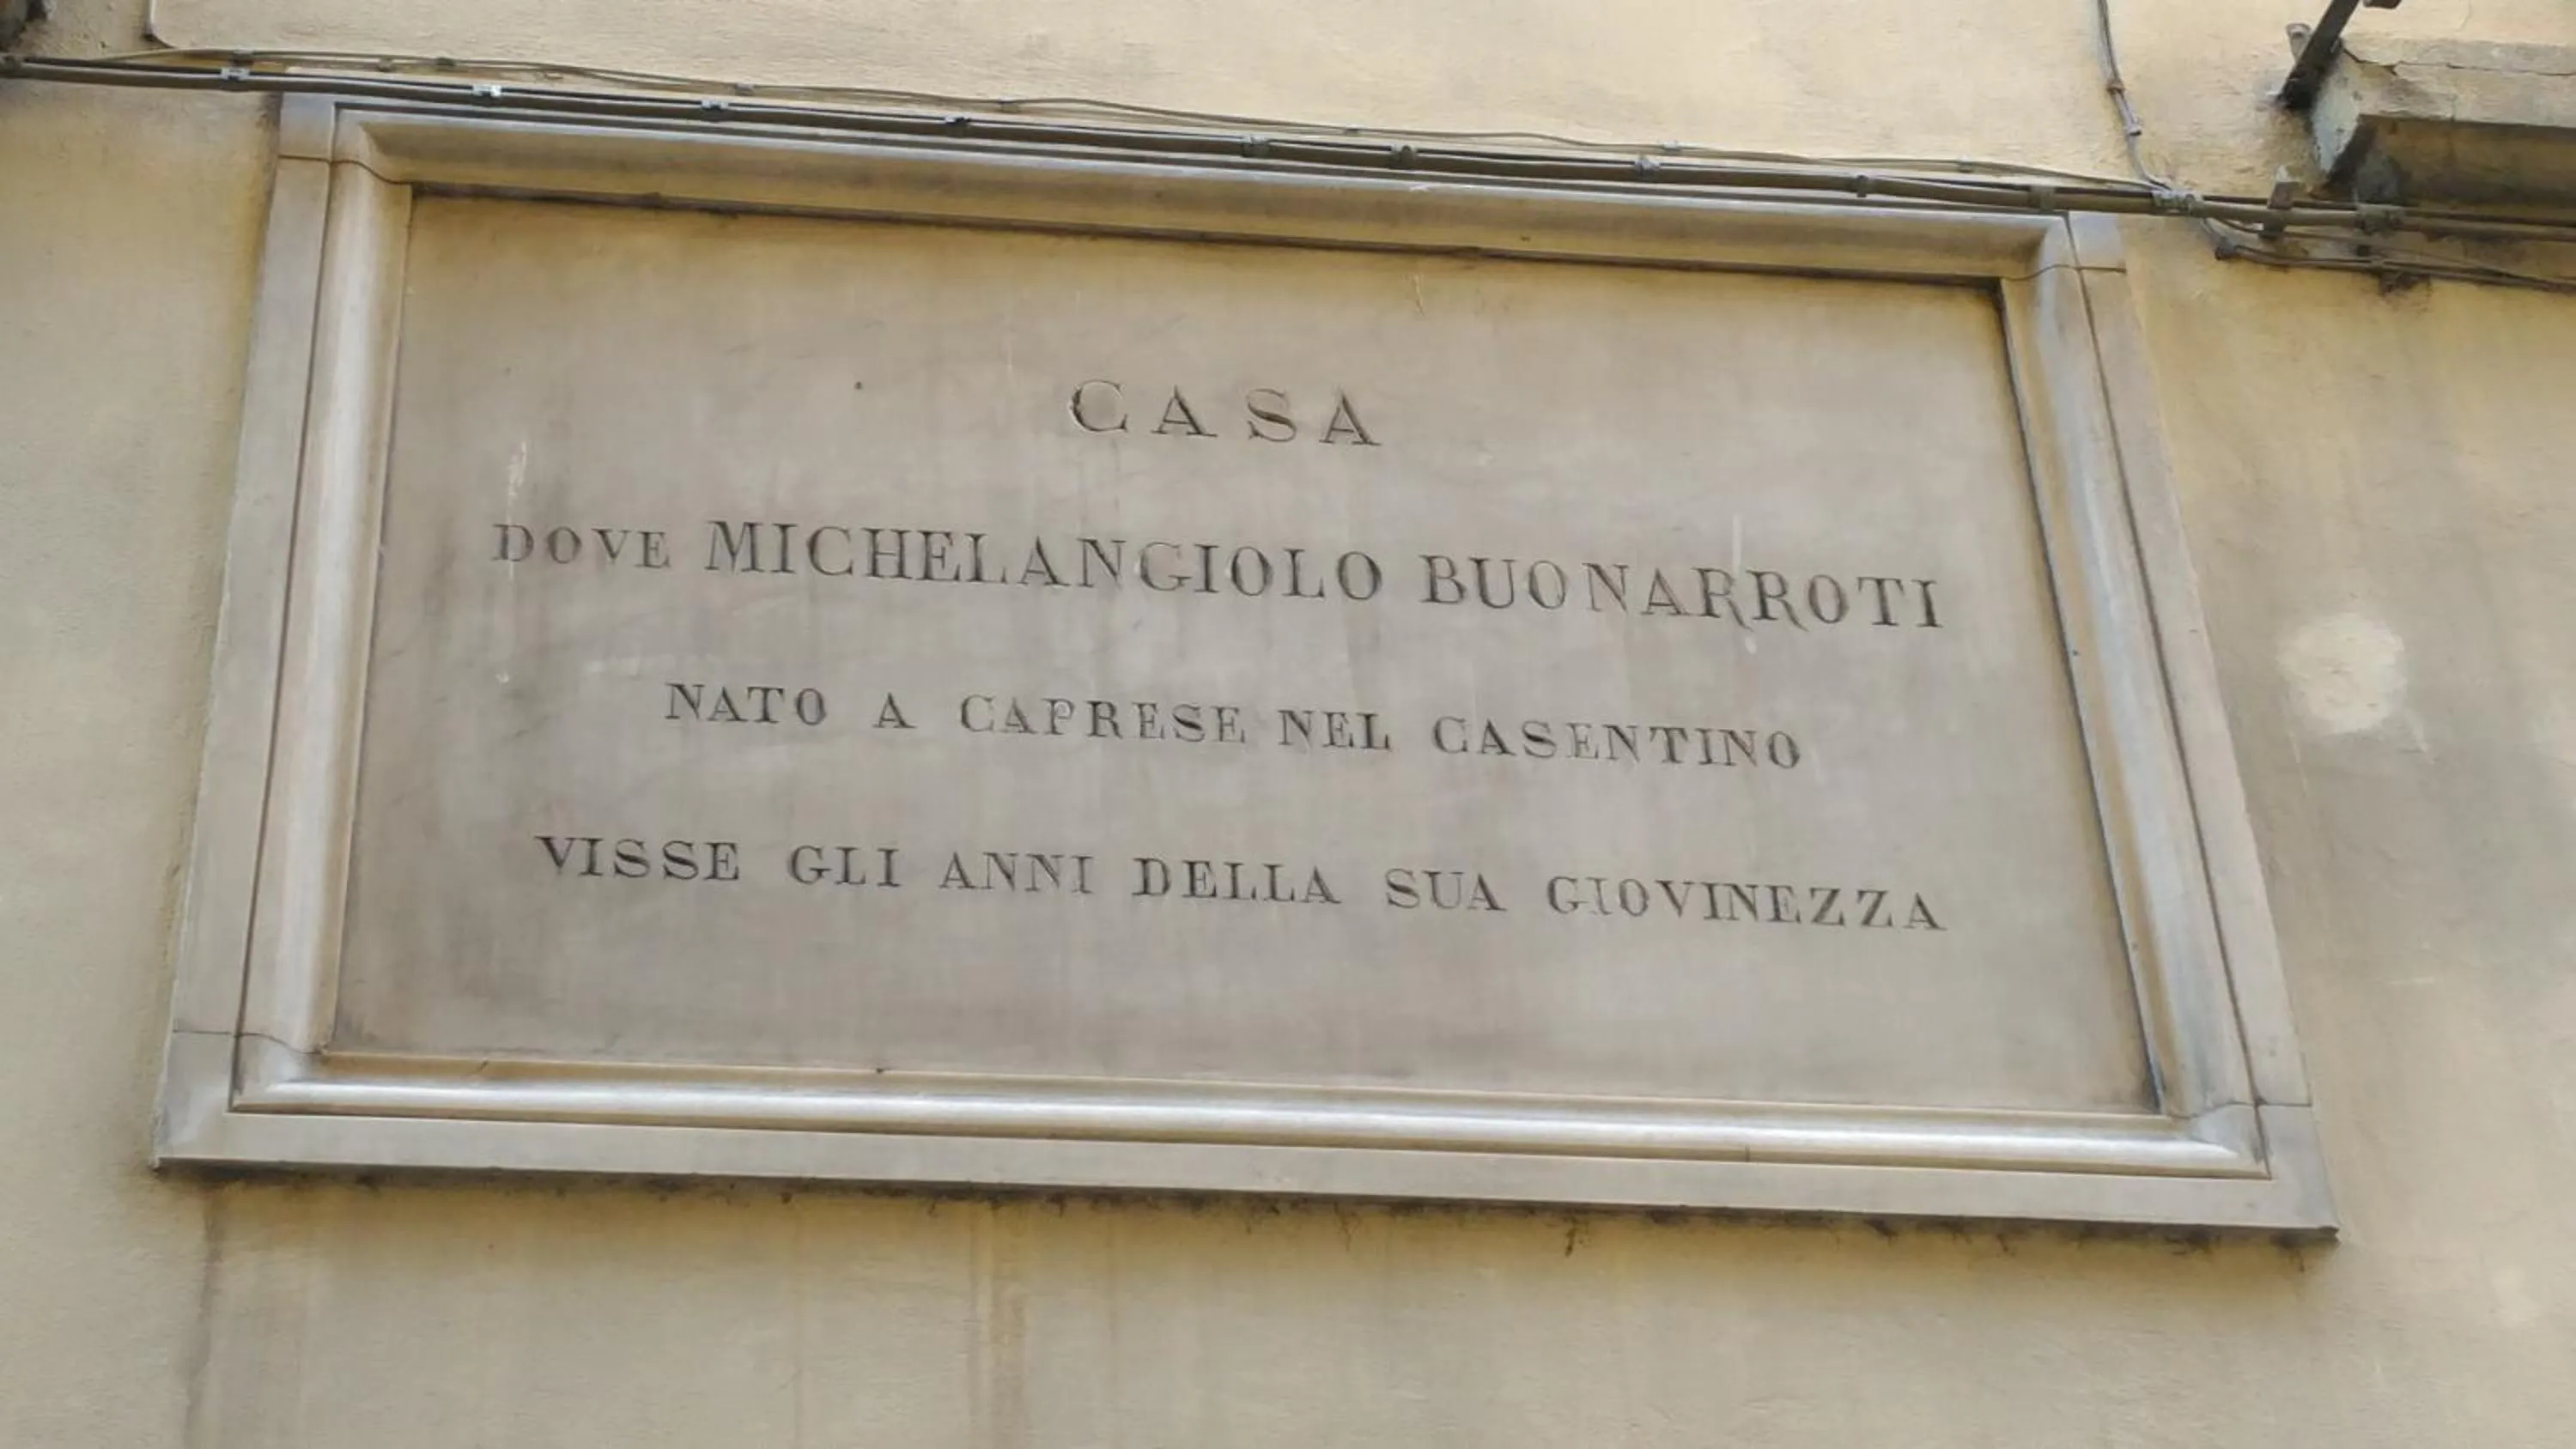 CASA
DOVE MICHELANGIOLO BUONARROTI
NATO A CAPRESE NEL CASENTINO
VISSE GLI ANNI DELLA SUA GIOVINEZZA